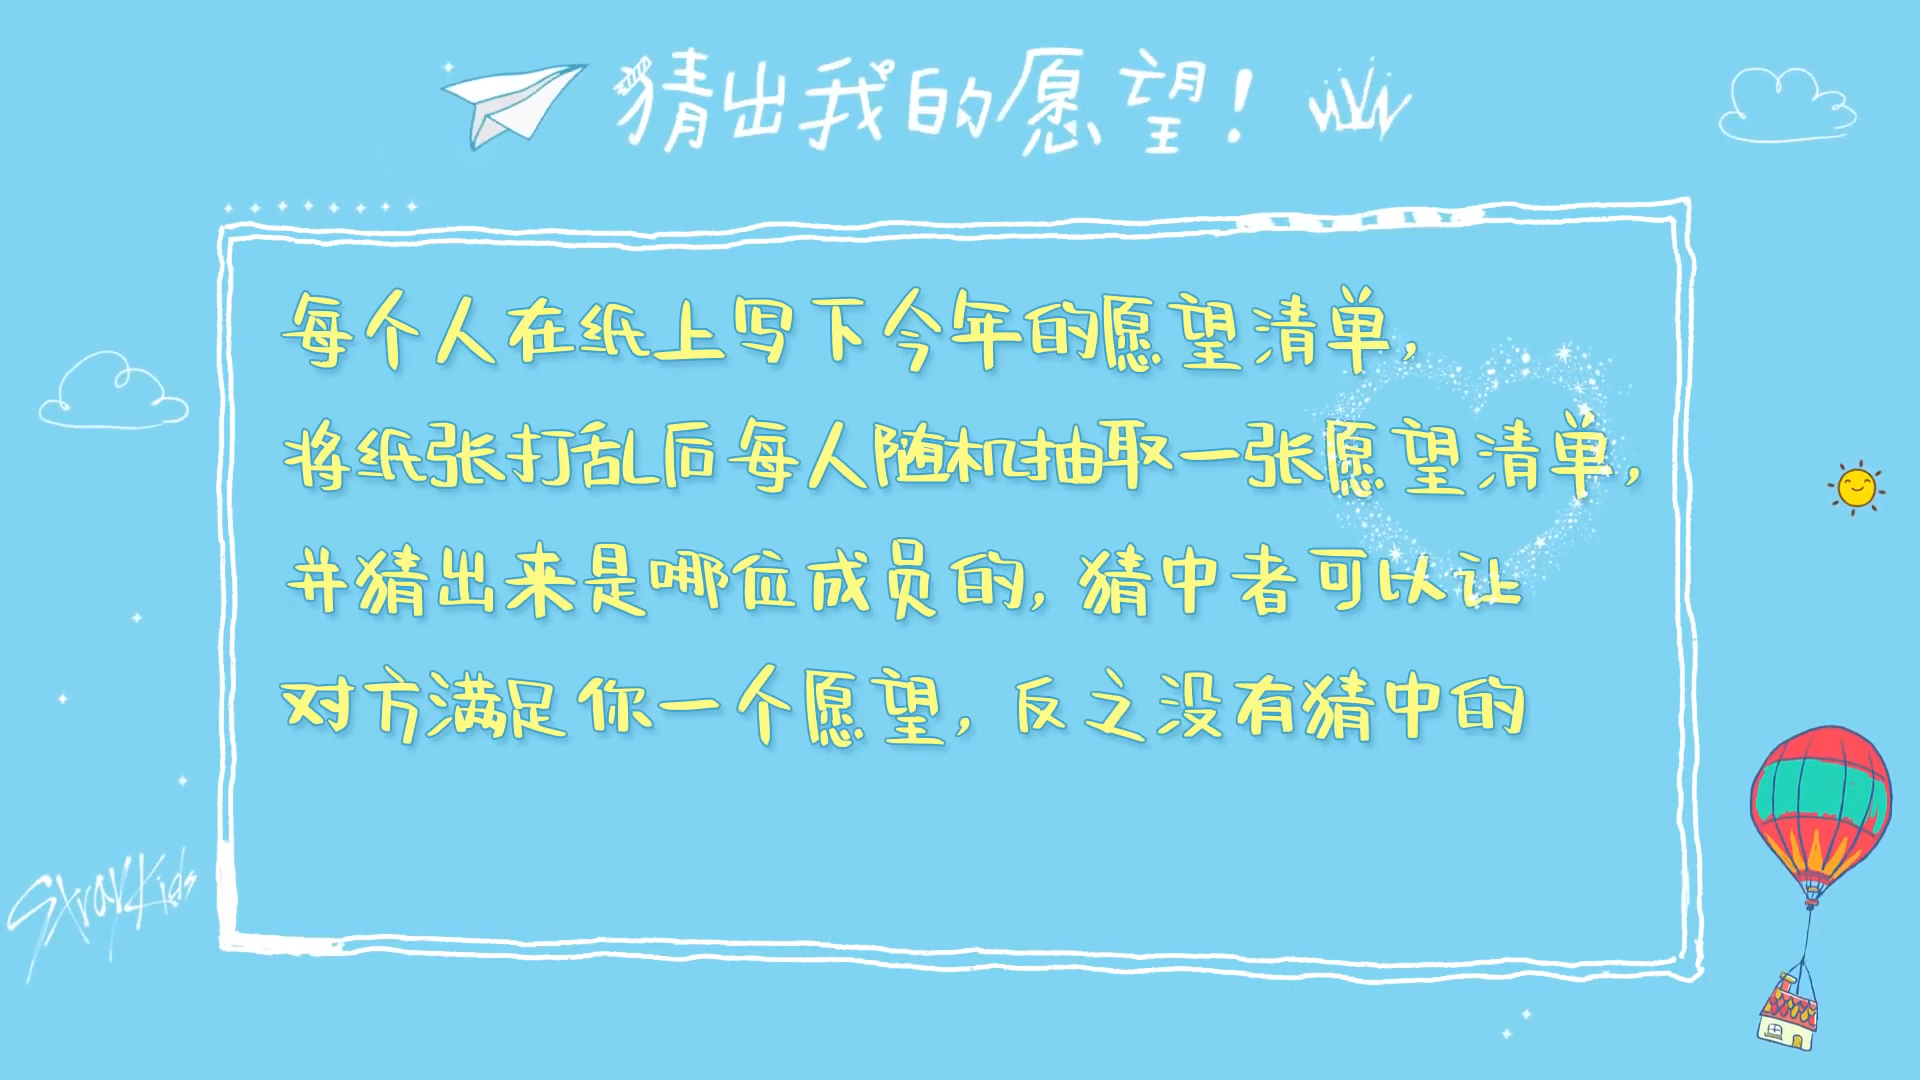 猜出我的愿望!
每个人在纸上写下今年的愿望清单,
将纸张打乱后每人随机抽取一张愿望清单,
并猜出来是哪位成员的,猜中者可以让
对方满足你一个愿望,反之没有猜中的
StrayKids